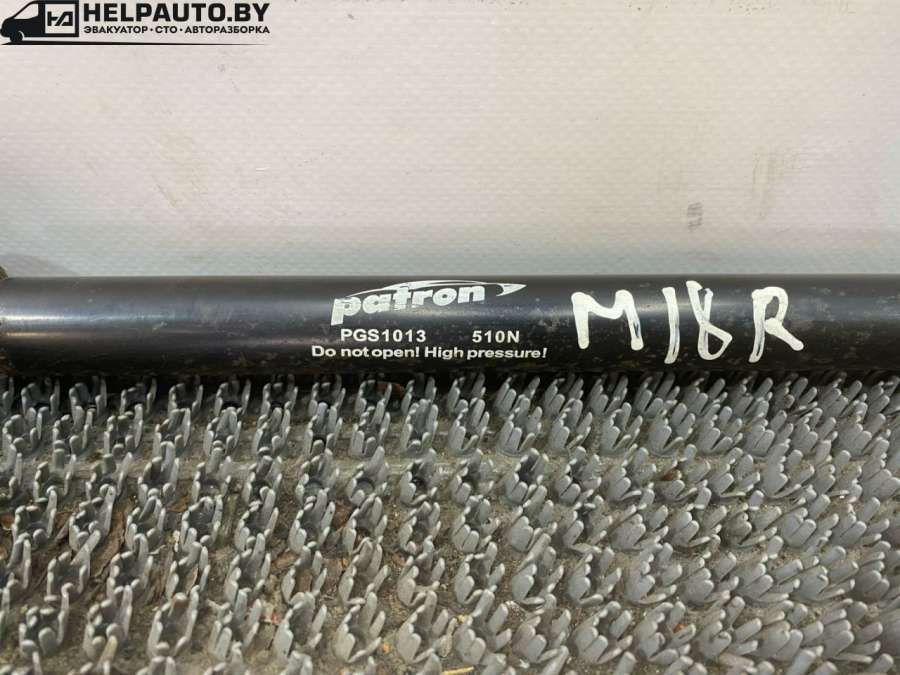 HELPAUTO.BY
ЭВАКУАТОР • СТО • АВТОРАЗБОРКА
patron
PGS1013 510N
Do not open! High pressure!
M18R